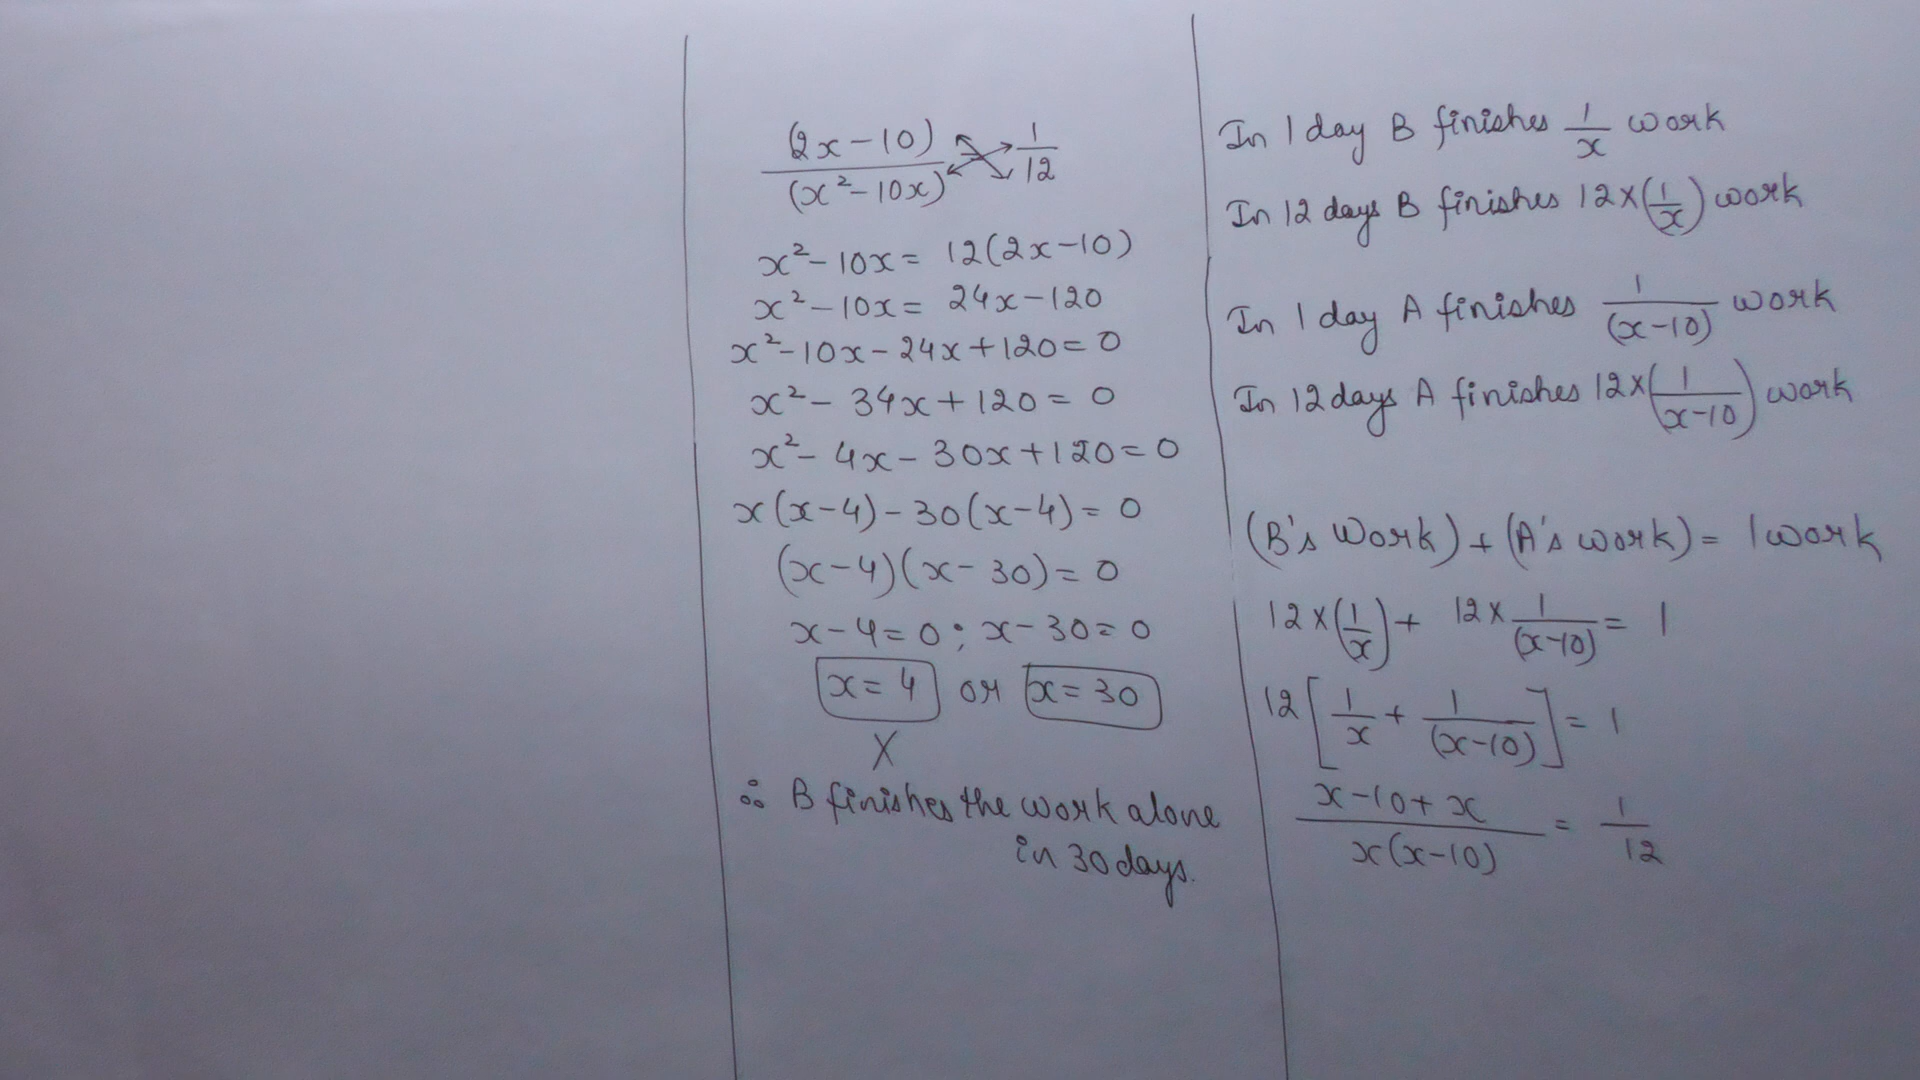 (2x-10) / (x²-10x) 1/12
x²-10x = 12(2x-10)
x²-10x = 24x-120
x²-10x-24x+120=0
x²-34x+120=0
x²-4x-30x+120=0
x(x-4)-30(x-4)=0
(x-4)(x-30)=0
x-4=0; x-30=0
x=4 or x=30
X
∴ B finishes the work alone
in 30 days.
In 1 day B finishes 1/x work
In 12 days B finishes 12×(1/x) work
In 1 day A finishes 1/(x-10) work
In 12 days A finishes 12×(1/x-10) work
(B's Work)+(A's work)= 1 work
12×(1/x)+ 12×1/(x-10)= 1
12[1/x+1/(x-10)]=1
x-10+x / x(x-10) = 1/12